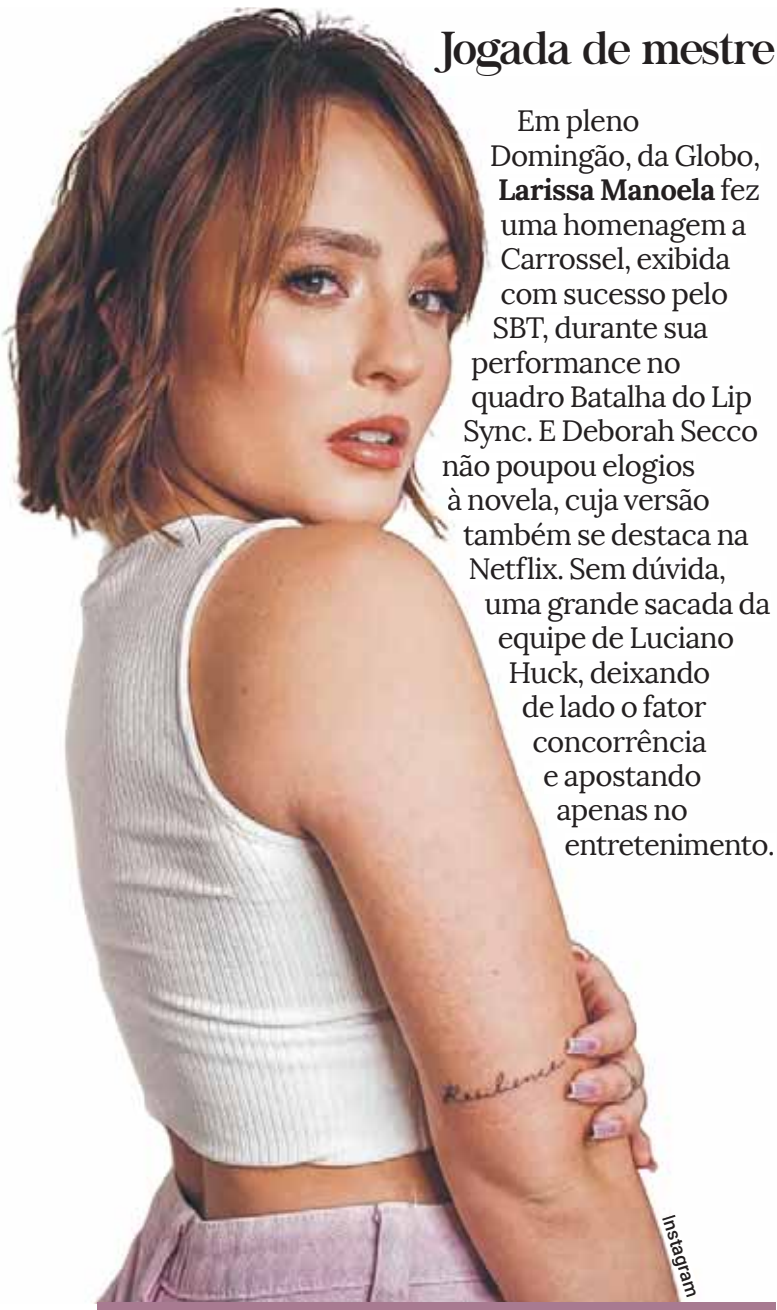 Jogada de mestre
Em pleno
Domingão, da Globo,
Larissa Manoela fez
uma homenagem a
Carrossel, exibida
com sucesso pelo
SBT, durante sua
performance no
quadro Batalha do Lip
Sync. E Deborah Secco
não poupou elogios
à novela, cuja versão
também se destaca na
Netflix. Sem dúvida,
uma grande sacada da
equipe de Luciano
Huck, deixando
de lado o fator
concorrência
e apostando
apenas no
entretenimento.
Resilience
Instagram